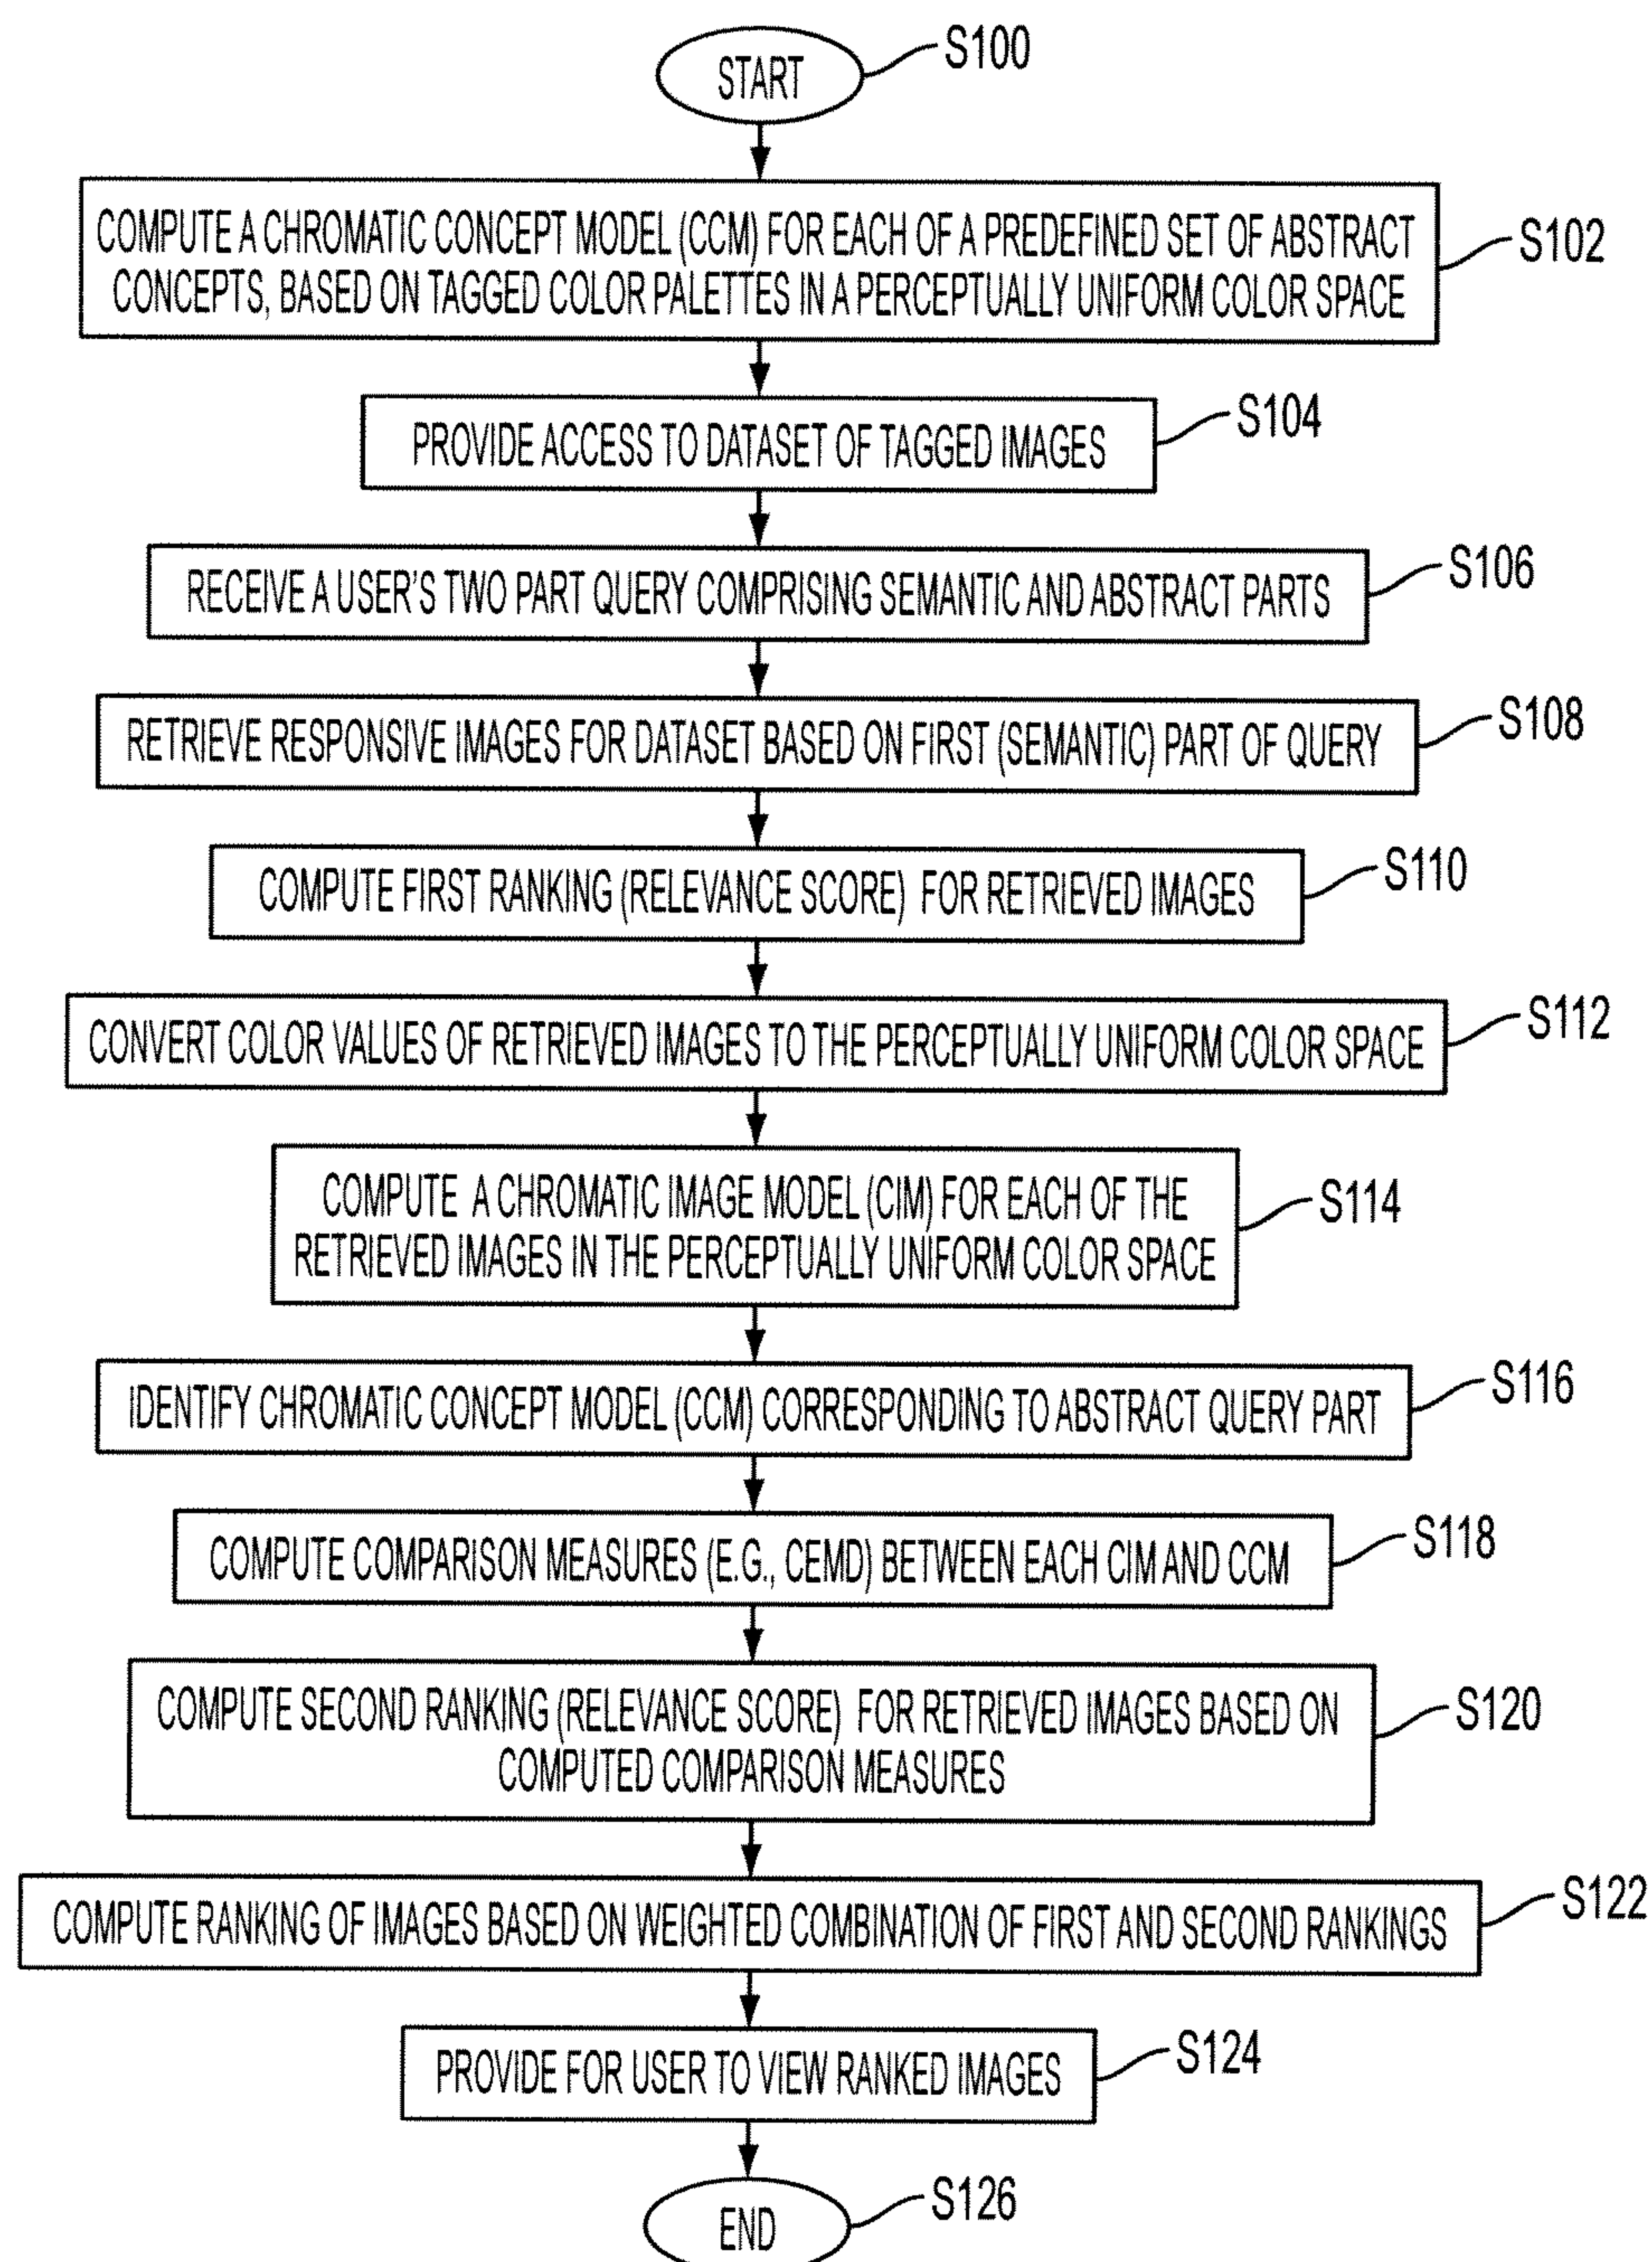 START
S100
COMPUTE A CHROMATIC CONCEPT MODEL (CCM) FOR EACH OF A PREDEFINED SET OF ABSTRACT
CONCEPTS, BASED ON TAGGED COLOR PALETTES IN A PERCEPTUALLY UNIFORM COLOR SPACE
S102
PROVIDE ACCESS TO DATASET OF TAGGED IMAGES
S104
RECEIVE A USER'S TWO PART QUERY COMPRISING SEMANTIC AND ABSTRACT PARTS
S106
RETRIEVE RESPONSIVE IMAGES FOR DATASET BASED ON FIRST (SEMANTIC) PART OF QUERY
S108
COMPUTE FIRST RANKING (RELEVANCE SCORE) FOR RETRIEVED IMAGES
S110
CONVERT COLOR VALUES OF RETRIEVED IMAGES TO THE PERCEPTUALLY UNIFORM COLOR SPACE
S112
COMPUTE A CHROMATIC IMAGE MODEL (CIM) FOR EACH OF THE
RETRIEVED IMAGES IN THE PERCEPTUALLY UNIFORM COLOR SPACE
S114
IDENTIFY CHROMATIC CONCEPT MODEL (CCM) CORRESPONDING TO ABSTRACT QUERY PART
S116
COMPUTE COMPARISON MEASURES (E.G., CEMD) BETWEEN EACH CIM AND CCM
S118
COMPUTE SECOND RANKING (RELEVANCE SCORE) FOR RETRIEVED IMAGES BASED ON
COMPUTED COMPARISON MEASURES
S120
COMPUTE RANKING OF IMAGES BASED ON WEIGHTED COMBINATION OF FIRST AND SECOND RANKINGS
S122
PROVIDE FOR USER TO VIEW RANKED IMAGES
S124
END
S126